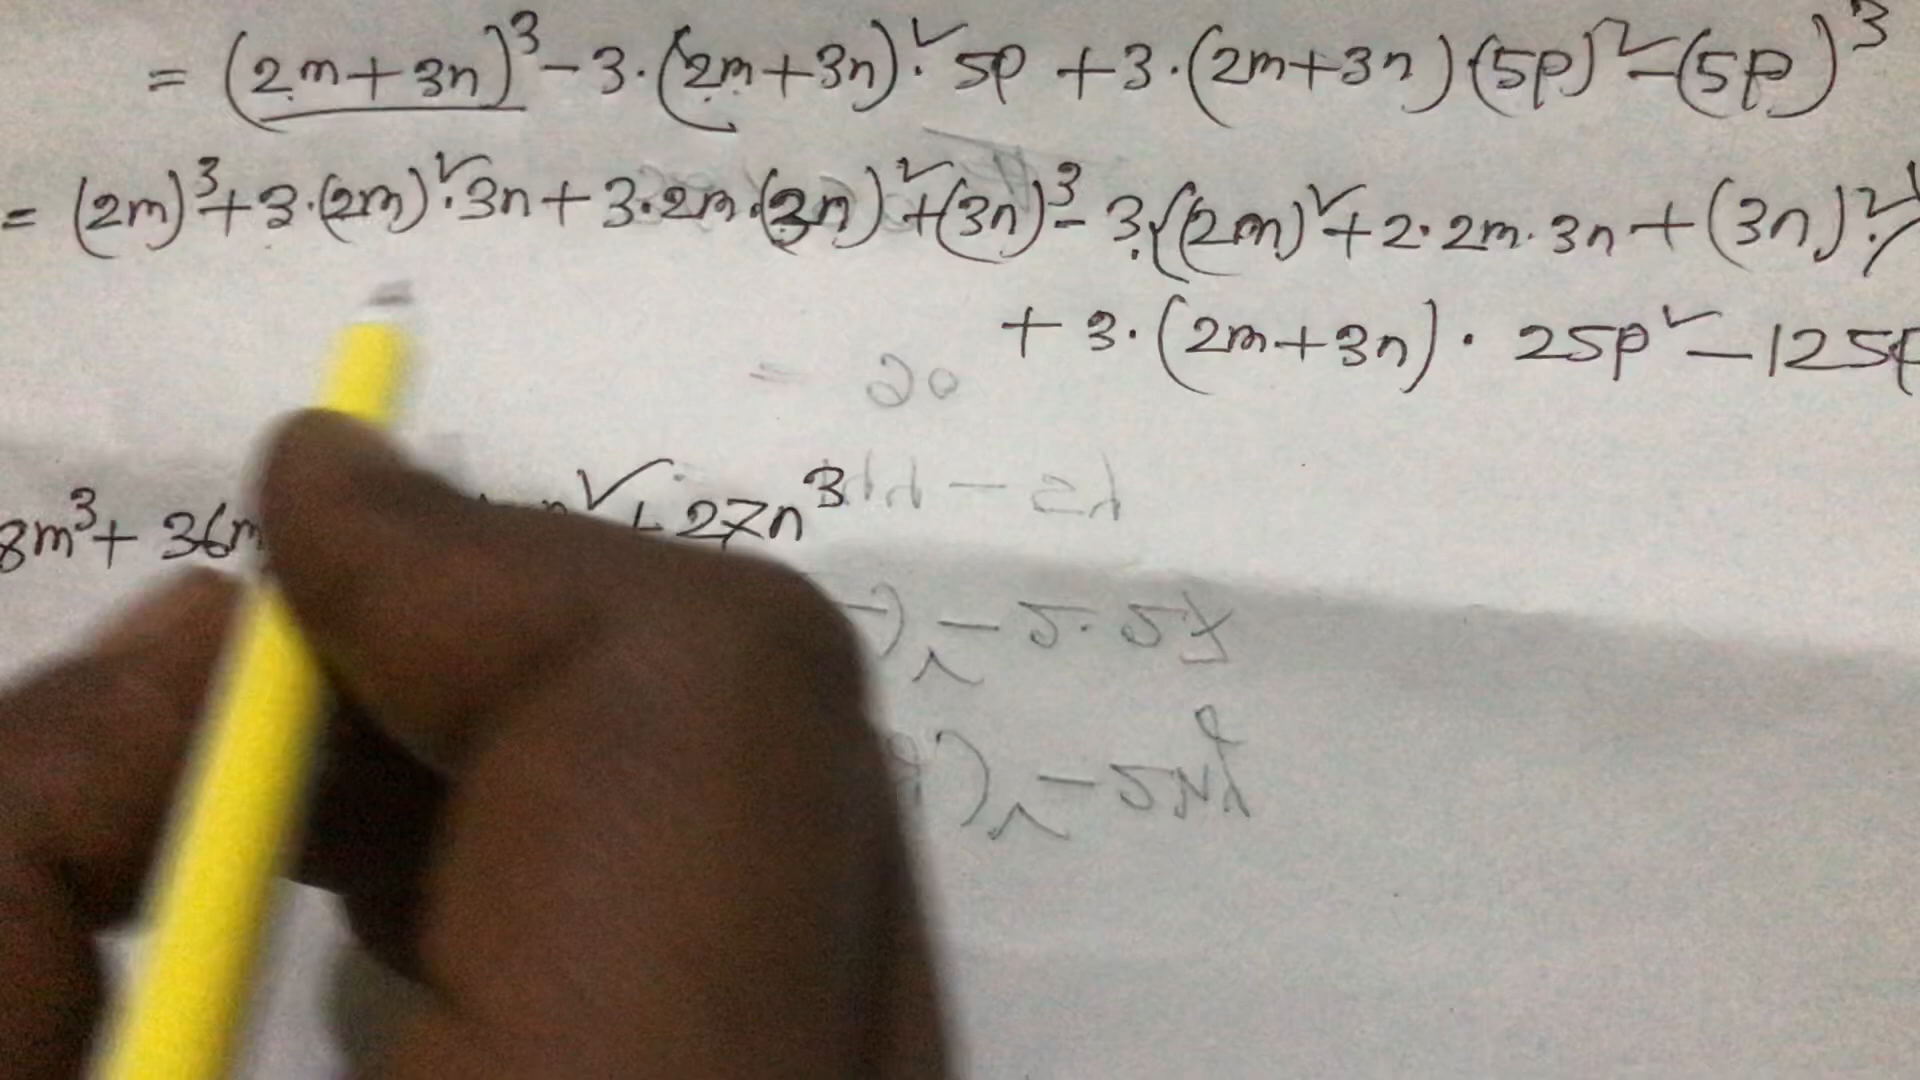 = (2m+3n)³-3.(2m+3n)².5p+3.(2m+3n)(5p)²-(5p)³
= (2m)³+3.(2m)².3n+3.2m.(3n)²+(3n)³-3.{(2m)²+2.2m.3n+(3n)²}
+3.(2m+3n).25p²-125p
8m³+36m n²+27n³